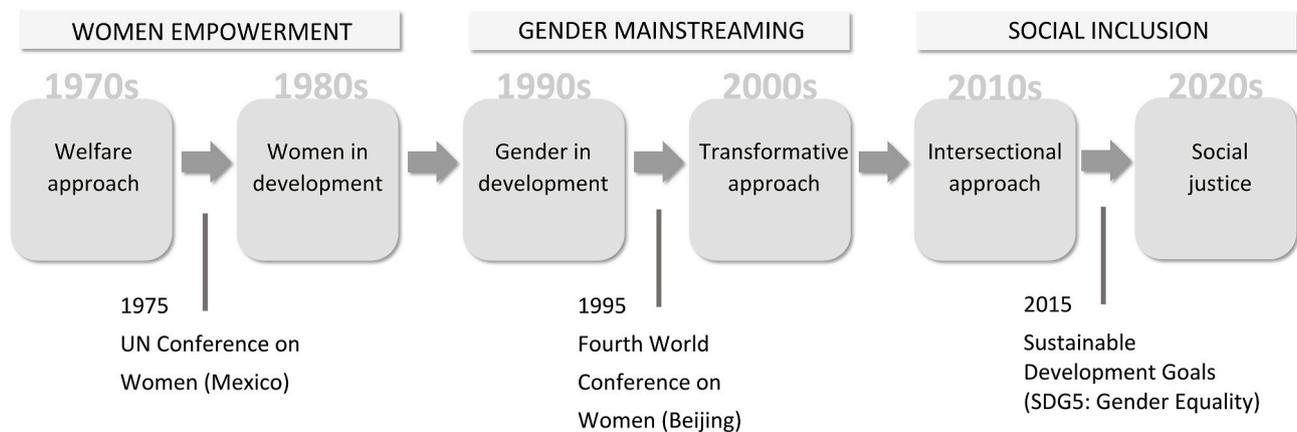 WOMEN EMPOWERMENT
GENDER MAINSTREAMING
SOCIAL INCLUSION
1970s
1980s
1990s
2000s
2010s
2020s
Welfare
approach
Women in
development
Gender in
development
Transformative
approach
Intersectional
approach
Social
justice
1975
UN Conference on
Women (Mexico)
1995
Fourth World
Conference on
Women (Beijing)
2015
Sustainable
Development Goals
(SDG5: Gender Equality)